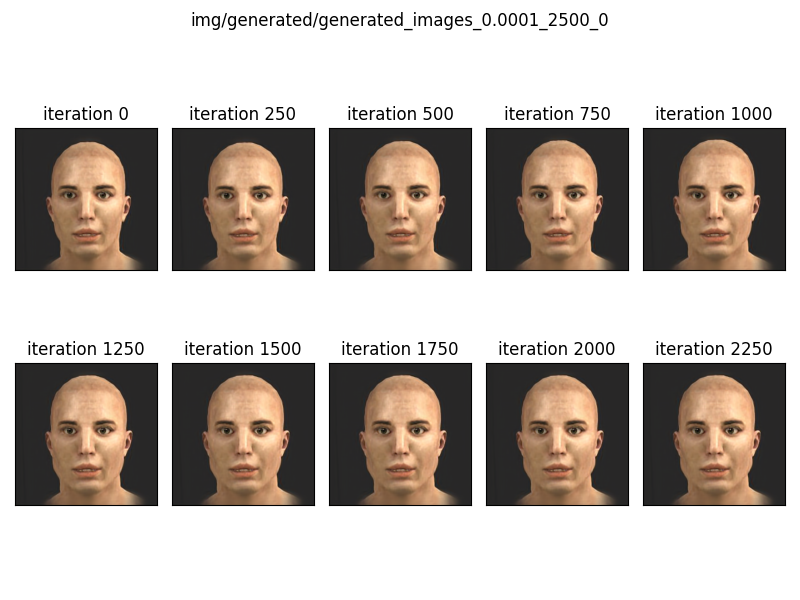 img/generated/generated_images_0.0001_2500_0
iteration 0
iteration 250
iteration 500
iteration 750
iteration 1000
iteration 1250
iteration 1500
iteration 1750
iteration 2000
iteration 2250